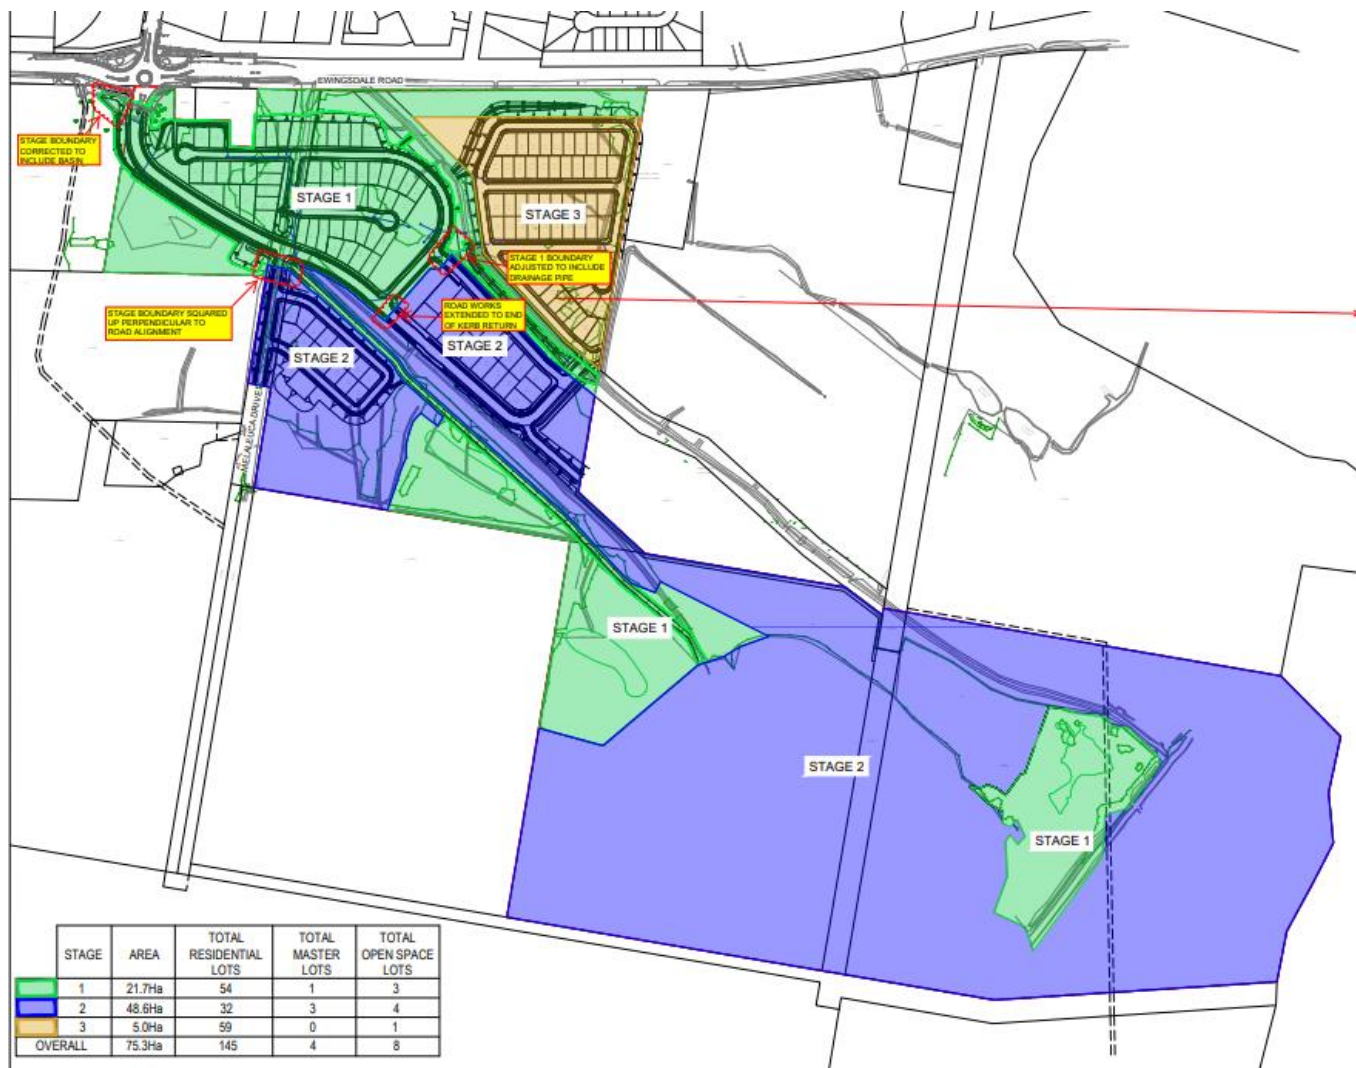 EWINGSDALE ROAD
STAGE BOUNDARY
CORRECTED TO
INCLUDE BASIN
STAGE 1
STAGE 3
STAGE 1 BOUNDARY
ADJUSTED TO INCLUDE
DRAINAGE PIPE
STAGE BOUNDARY SQUARED
UP PERPENDICULAR TO
ROAD ALIGNMENT
ROAD WORKS
EXTENDED TO END
OF KERB RETURN
STAGE 2
STAGE 2
MELALEUCA DRIVE
STAGE 1
STAGE 2
STAGE 1
STAGE AREA TOTAL RESIDENTIAL LOTS TOTAL MASTER LOTS TOTAL OPEN SPACE LOTS
1 21.7Ha 54 1 3
2 48.6Ha 32 3 4
3 5.0Ha 59 0 1
OVERALL 75.3Ha 145 4 8